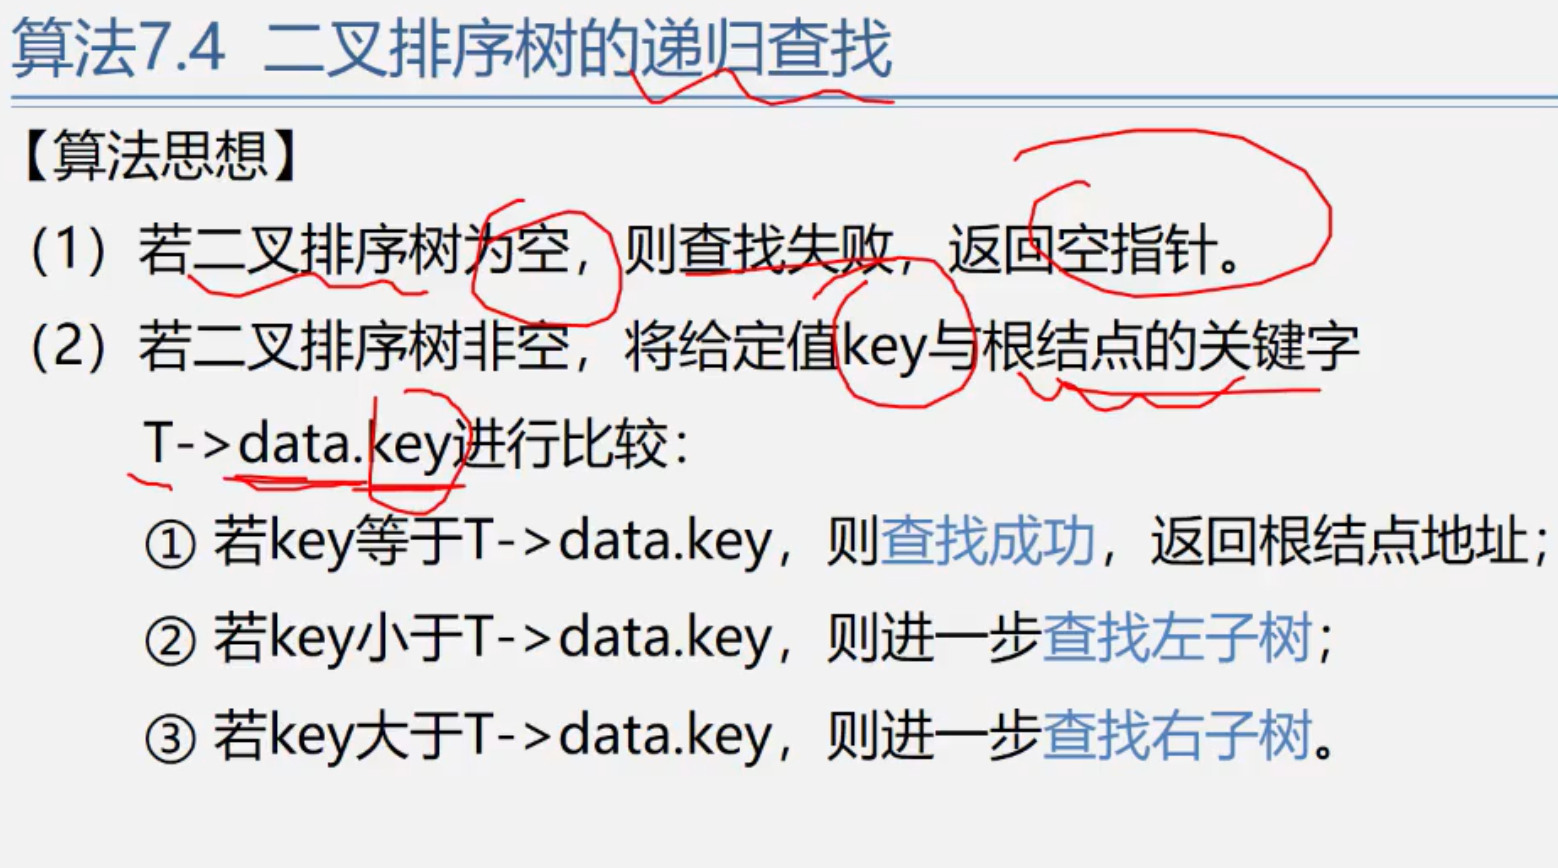 算法7.4 二叉排序树的递归查找
【算法思想】
（1）若二叉排序树为空，则查找失败，返回空指针。
（2）若二叉排序树非空，将给定值key与根结点的关键字
T->data.key进行比较：
① 若key等于T->data.key，则查找成功，返回根结点地址；
② 若key小于T->data.key，则进一步查找左子树；
③ 若key大于T->data.key，则进一步查找右子树。